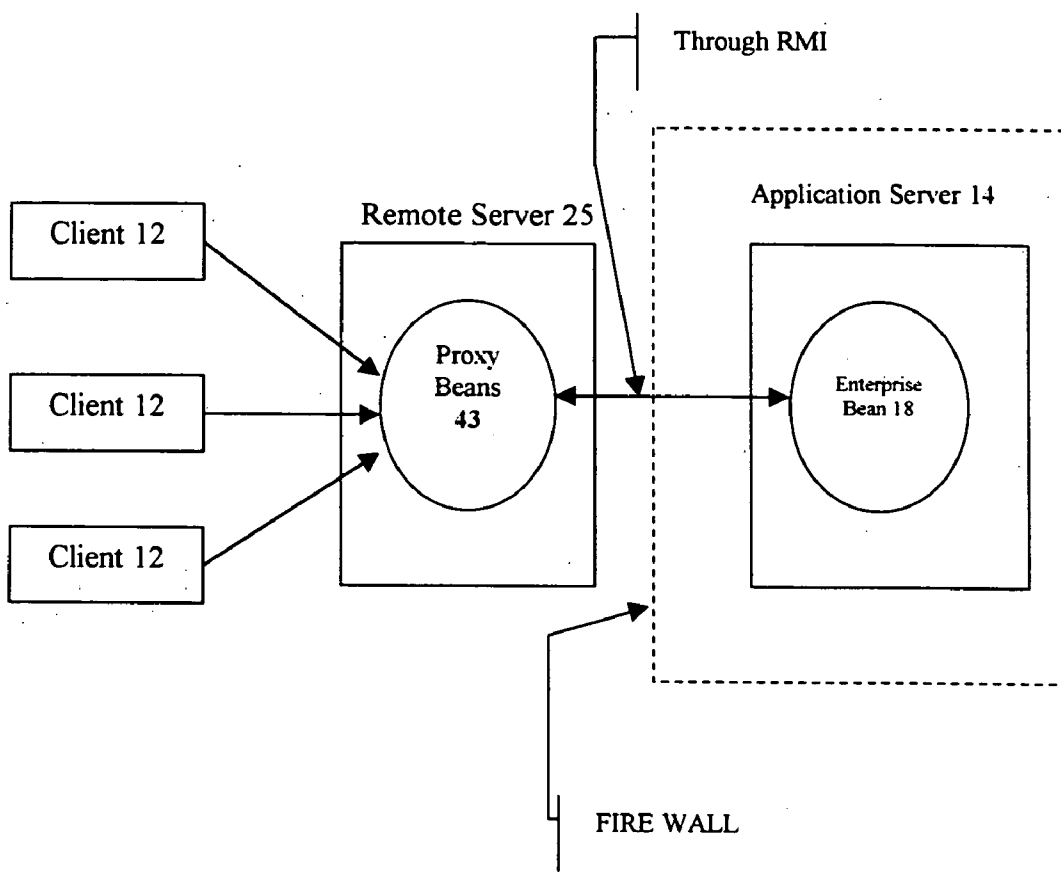 Through RMI
Application Server 14
Remote Server 25
Client 12
Client 12
Client 12
Proxy
Beans
43
Enterprise
Bean 18
FIRE WALL